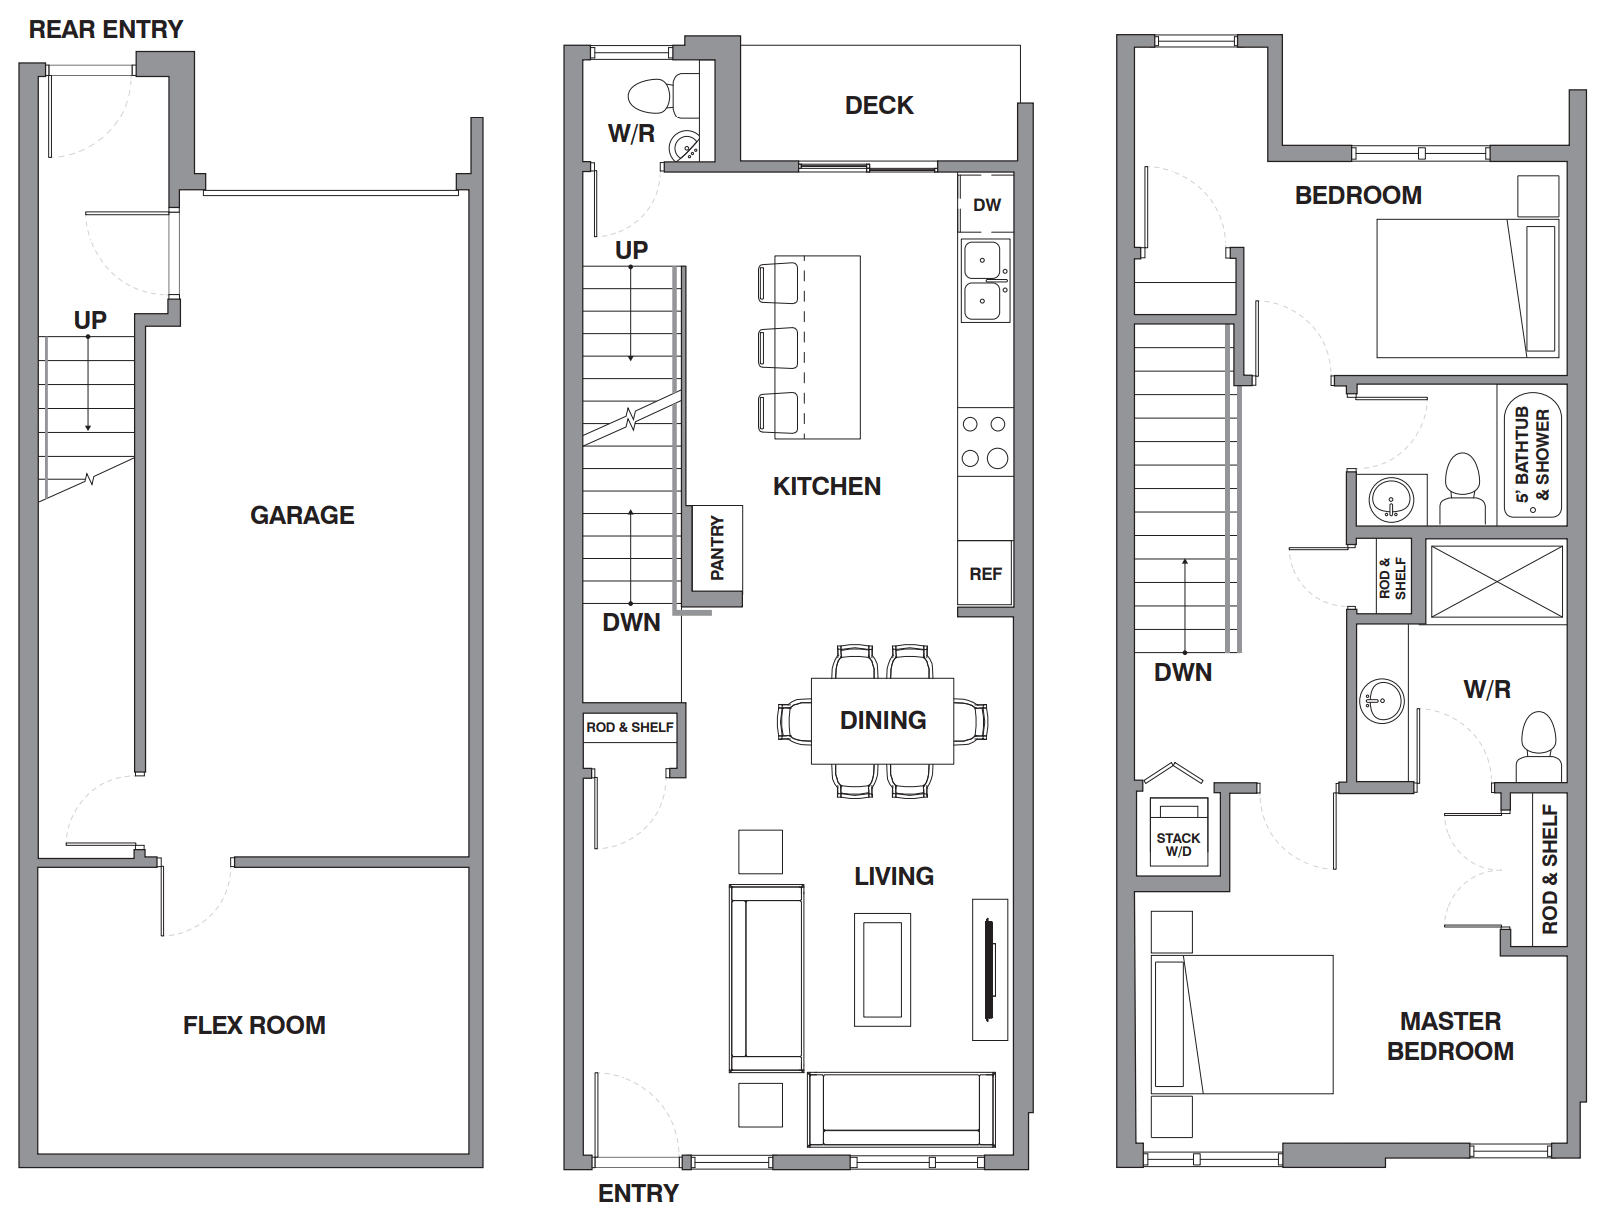 REAR ENTRY
UP
GARAGE
FLEX ROOM
W/R
DECK
UP
DW
KITCHEN
PANTRY
REF
DWN
ROD & SHELF
DINING
LIVING
ENTRY
BEDROOM
5' BATHTUB
& SHOWER
ROD &
SHELF
DWN
W/R
STACK
W/D
ROD & SHELF
MASTER
BEDROOM